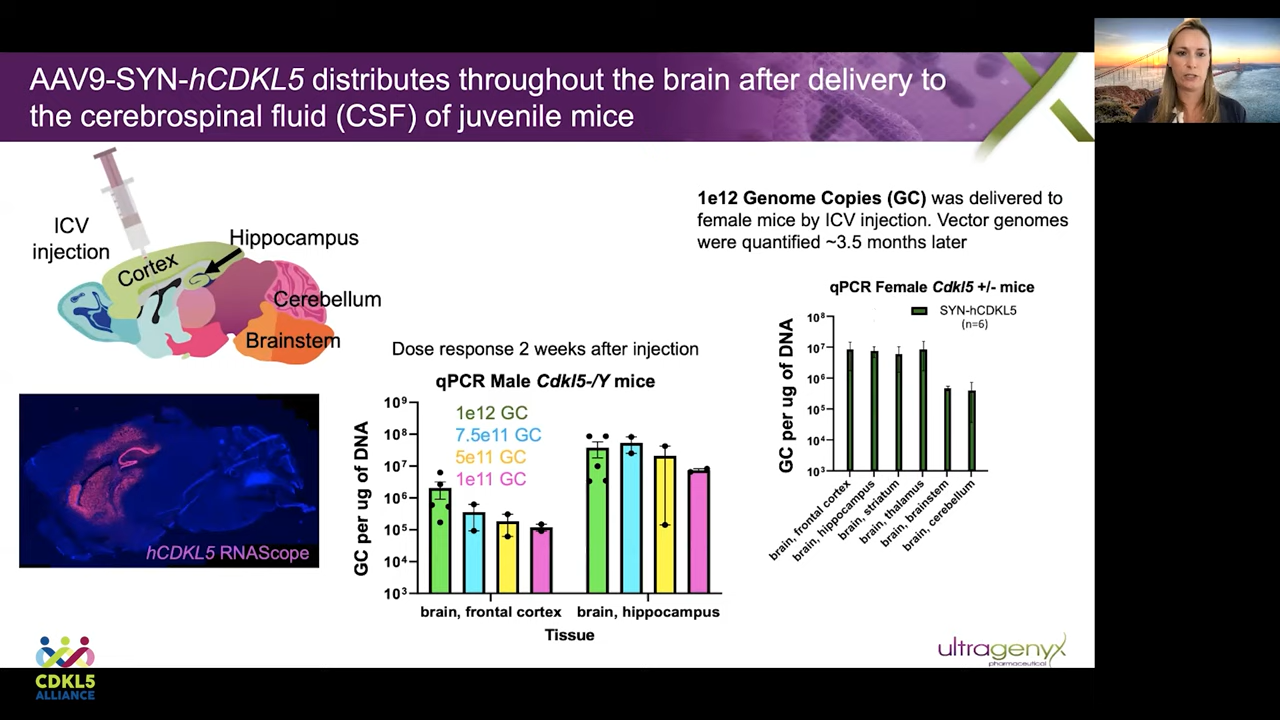 AAV9-SYN-hCDKL5 distributes throughout the brain after delivery to
the cerebrospinal fluid (CSF) of juvenile mice
ICV
injection
Hippocampus
Cortex
Cerebellum
Brainstem
hCDKL5 RNAScope
Dose response 2 weeks after injection
qPCR Male Cdkl5-/Y mice
GC per ug of DNA
10⁹
10⁸
10⁷
10⁶
10⁵
10⁴
10³
1e12 GC
7.5e11 GC
5e11 GC
1e11 GC
brain, frontal cortex
brain, hippocampus
Tissue
1e12 Genome Copies (GC) was delivered to
female mice by ICV injection. Vector genomes
were quantified ~3.5 months later
qPCR Female Cdkl5 +/- mice
SYN-hCDKL5
(n=6)
GC per ug of DNA
10⁸
10⁷
10⁶
10⁵
10⁴
10³
brain, frontal cortex
brain, hippocampus
brain, striatum
brain, thalamus
brain, brainstem
brain, cerebellum
CDKL5
ALLIANCE
ultragenyx
pharmaceutical